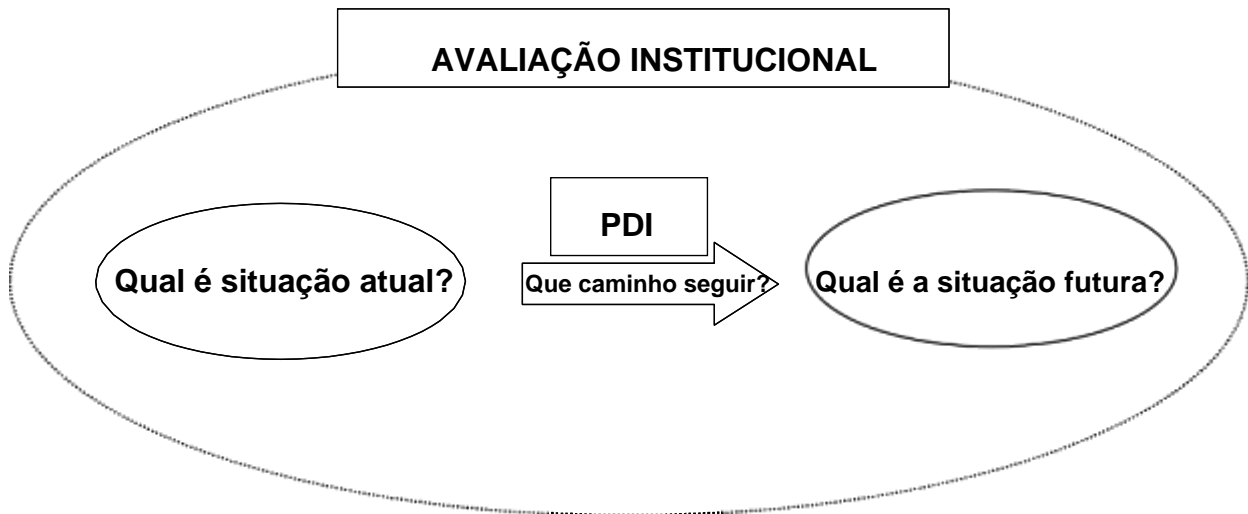 AVALIAÇÃO INSTITUCIONAL
PDI
Qual é situação atual?
Que caminho seguir?
Qual é a situação futura?